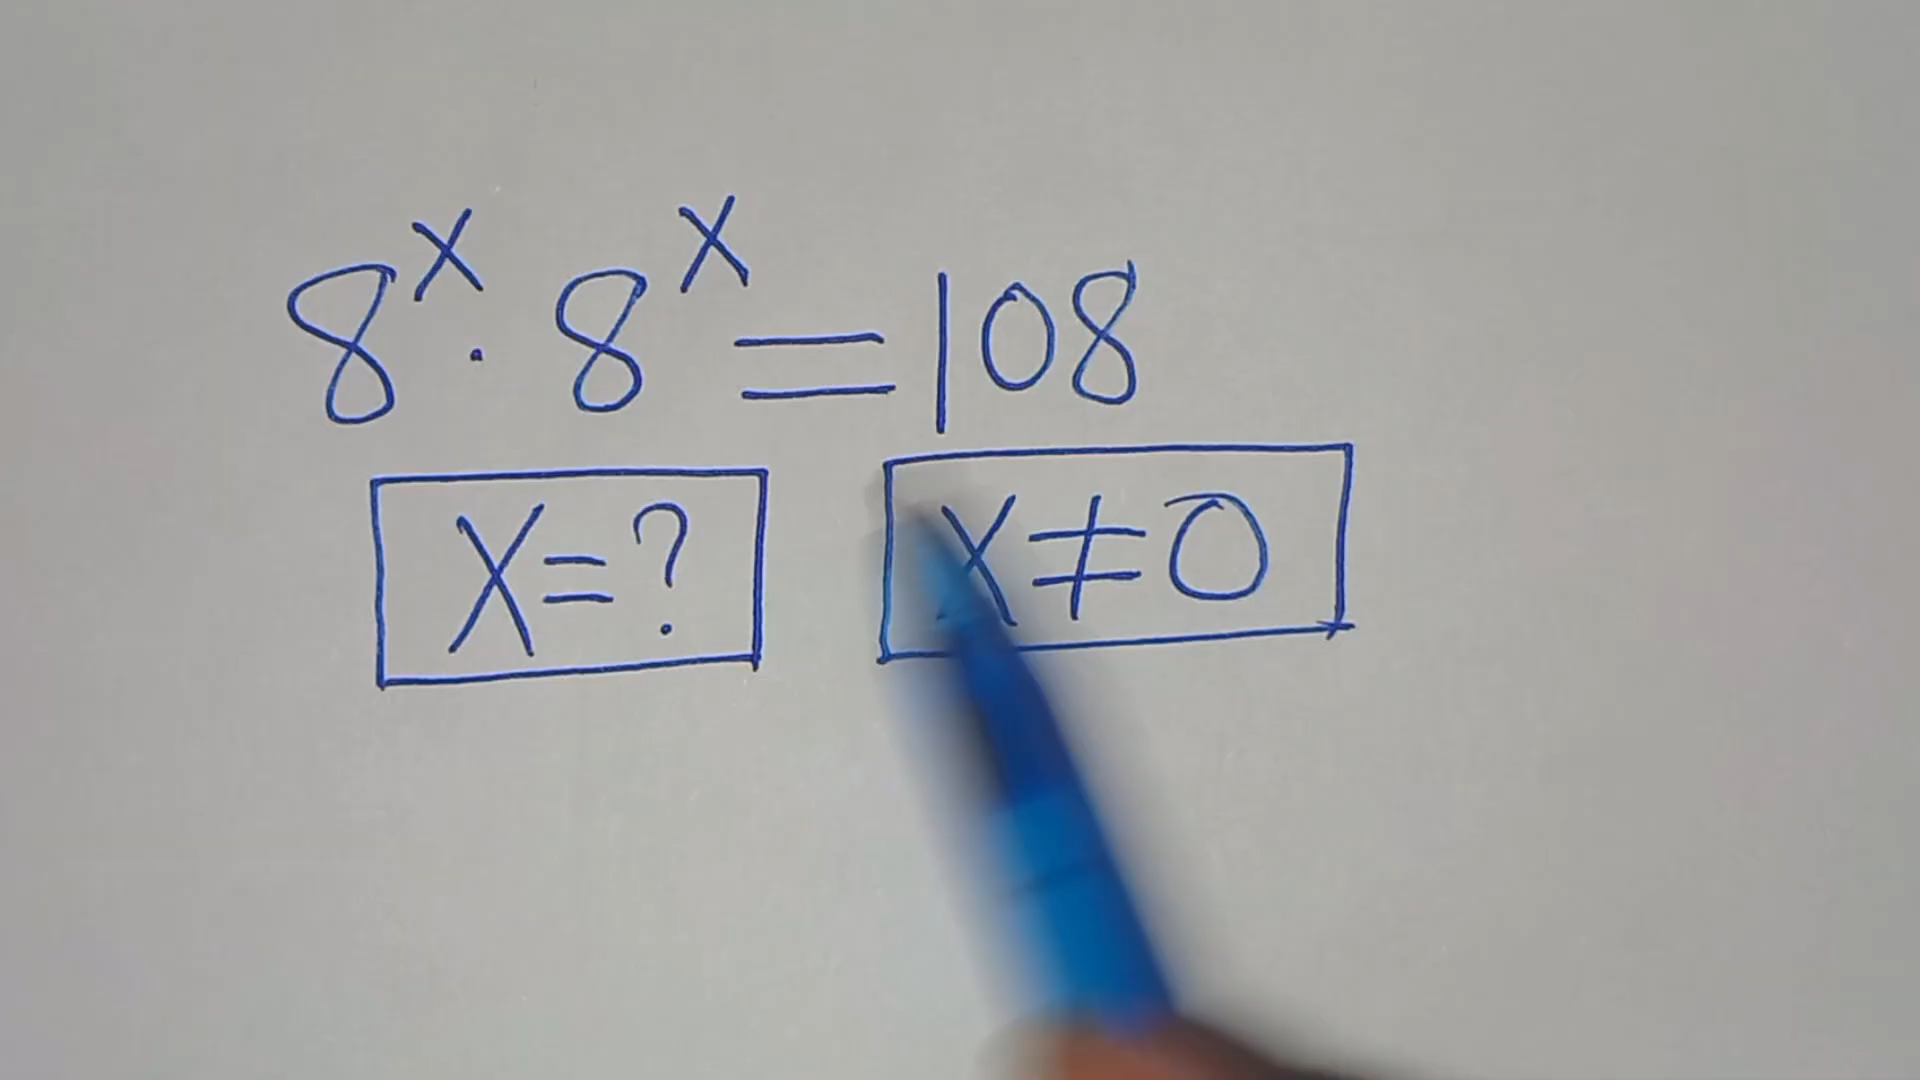 8^x · 8^x = 108
X = ? X ≠ 0